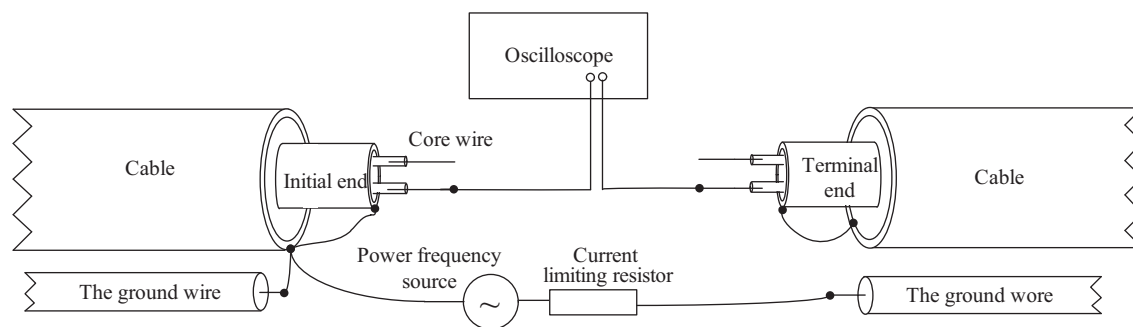 Oscilloscope
Core wire
Cable
Initial end
Terminal
end
Cable
Power frequency
source
Current
limiting resistor
~
The ground wire
The ground wore